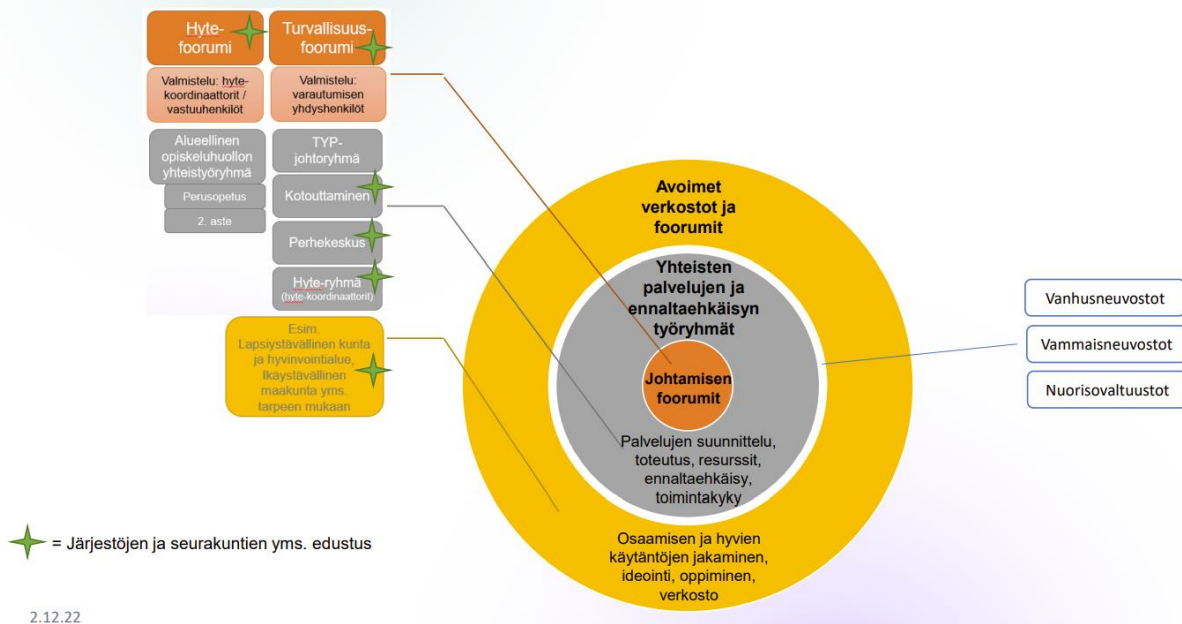 Hyte-
foorumi
Turvallisuus-
foorumi
Valmistelu: hyte-
koordinaattorit /
vastuuhenkilöt
Valmistelu:
varautumisen
yhdyshenkilöt
Alueellinen
opiskeluhuollon
yhteistyöryhmä
Perusopetus
2. aste
TYP-
johtoryhmä
Kotouttaminen
Perhekeskus
Hyte-ryhmä
(hyte-koordinaattorit)
Esim.
Lapsiystävällinen kunta
ja hyvinvointialue,
Ikäystävällinen
maakunta yms.
tarpeen mukaan
Avoimet
verkostot ja
foorumit
Yhteisten
palvelujen ja
ennaltaehkäisyn
työryhmät
Johtamisen
foorumit
Palvelujen suunnittelu,
toteutus, resurssit,
ennaltaehkäisy,
toimintakyky
Osaamisen ja hyvien
käytäntöjen jakaminen,
ideointi, oppiminen,
verkosto
Vanhusneuvostot
Vammaisneuvostot
Nuorisovaltuustot
= Järjestöjen ja seurakuntien yms. edustus
2.12.22